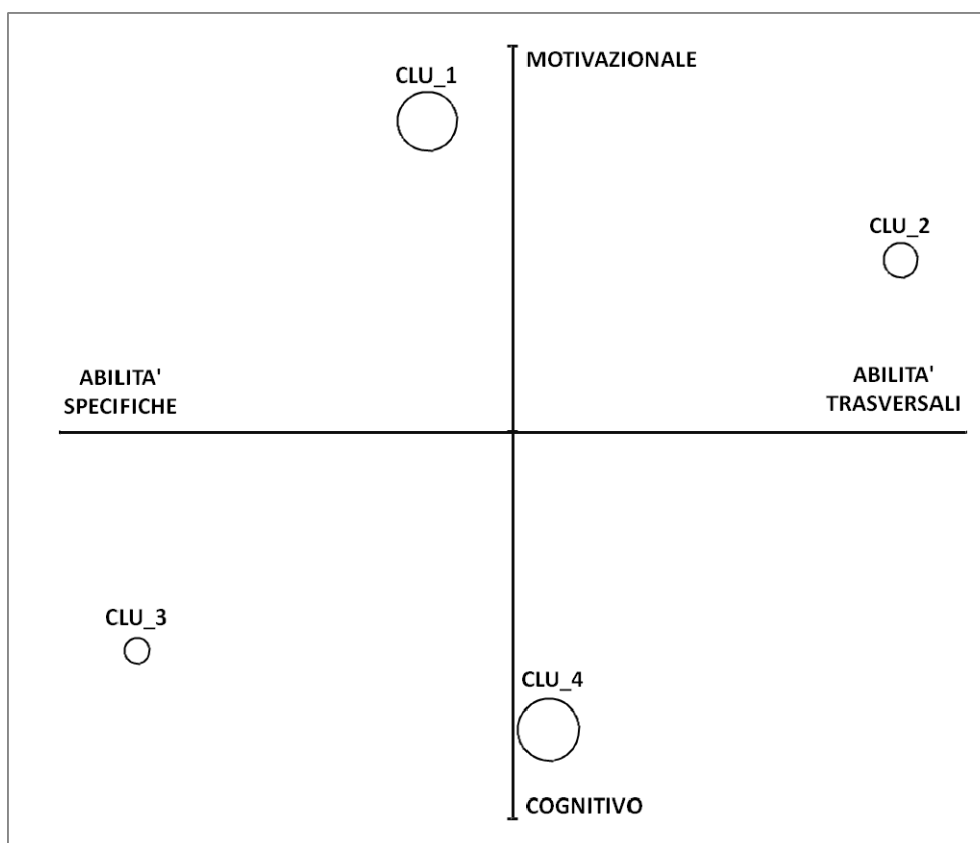 MOTIVAZIONALE
CLU_1
CLU_2
ABILITA'
SPECIFICHE
ABILITA'
TRASVERSALI
CLU_3
CLU_4
COGNITIVO